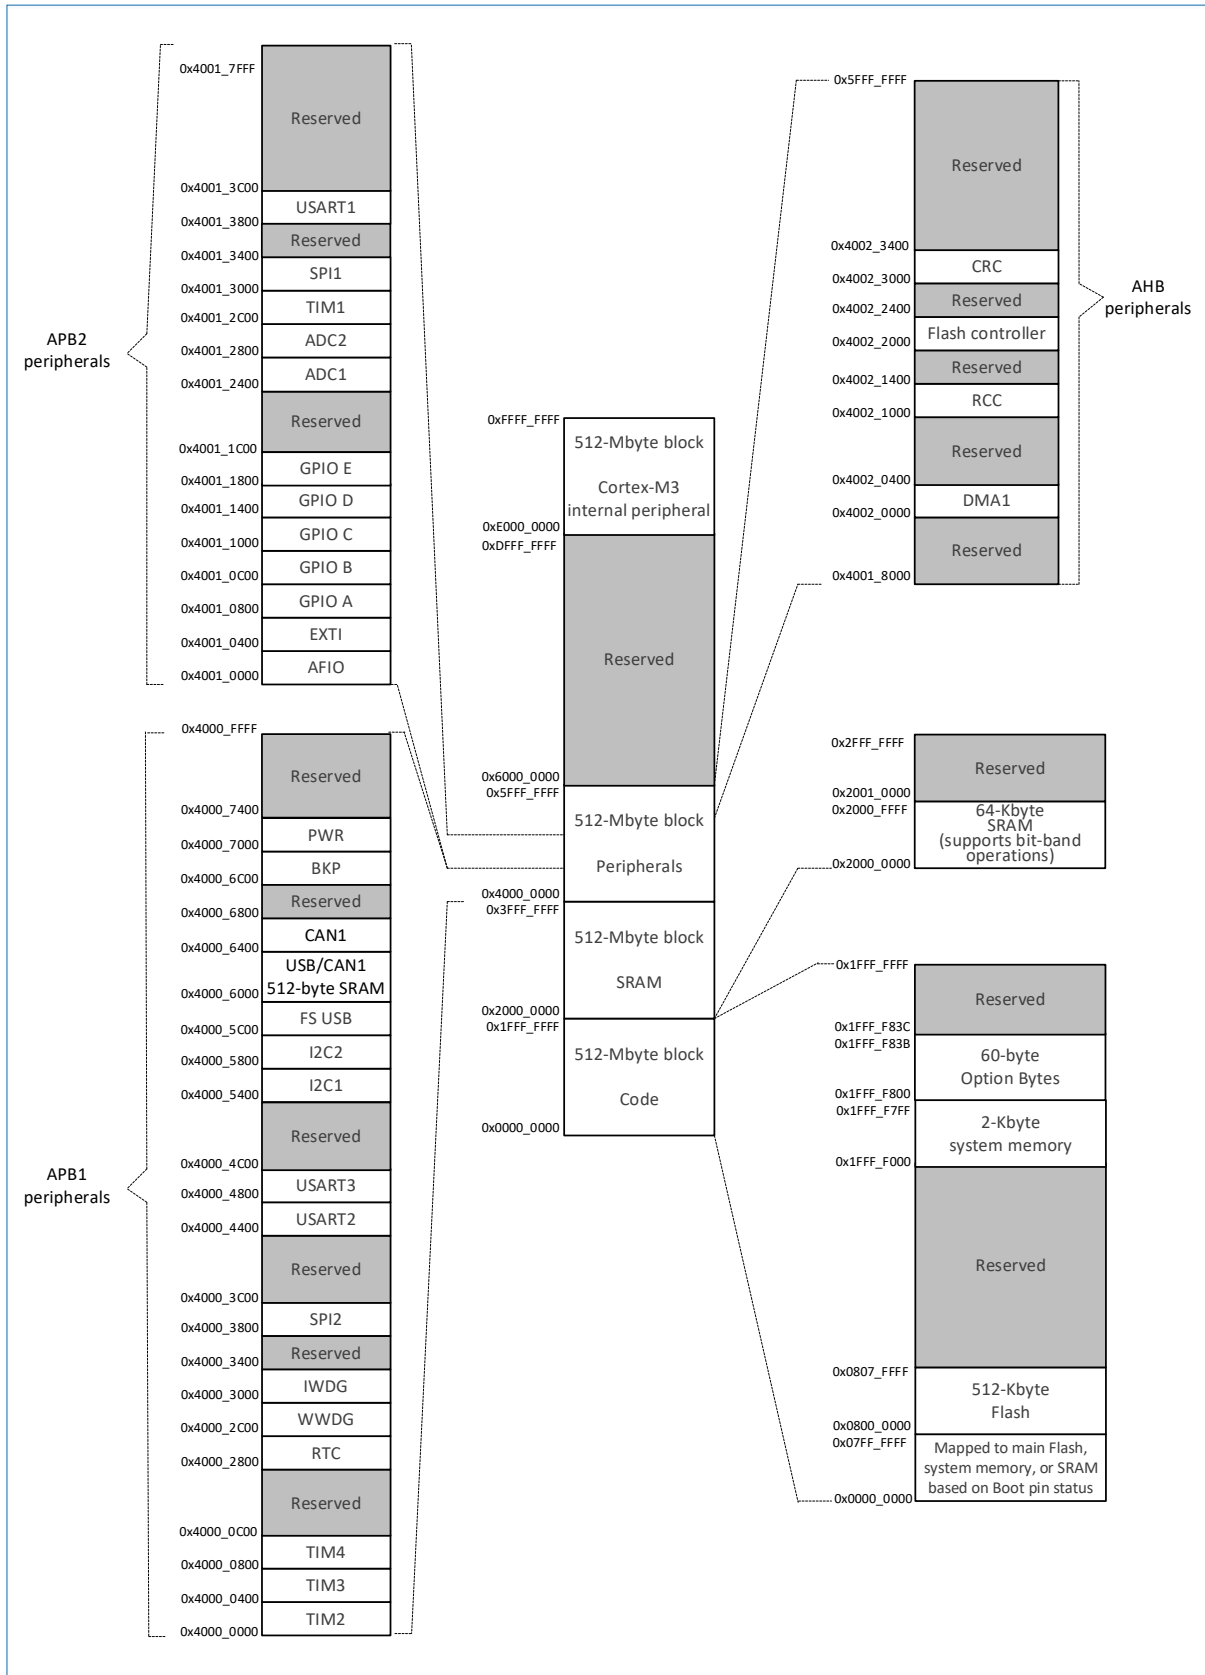 0x4001_7FFF
Reserved
0x4001_3C00
USART1
0x4001_3800
Reserved
0x4001_3400
SPI1
0x4001_3000
TIM1
0x4001_2C00
ADC2
0x4001_2800
ADC1
0x4001_2400
Reserved
0x4001_1C00
GPIO E
0x4001_1800
GPIO D
0x4001_1400
GPIO C
0x4001_1000
GPIO B
0x4001_0C00
GPIO A
0x4001_0800
EXTI
0x4001_0400
AFIO
0x4001_0000
APB2
peripherals
0x4000_FFFF
Reserved
0x4000_7400
PWR
0x4000_7000
BKP
0x4000_6C00
Reserved
0x4000_6800
CAN1
0x4000_6400
USB/CAN1
512-byte SRAM
0x4000_6000
FS USB
0x4000_5C00
I2C2
0x4000_5800
I2C1
0x4000_5400
Reserved
0x4000_4C00
USART3
0x4000_4800
USART2
0x4000_4400
Reserved
0x4000_3C00
SPI2
0x4000_3800
Reserved
0x4000_3400
IWDG
0x4000_3000
WWDG
0x4000_2C00
RTC
0x4000_2800
Reserved
0x4000_0C00
TIM4
0x4000_0800
TIM3
0x4000_0400
TIM2
0x4000_0000
APB1
peripherals
0xFFFF_FFFF
512-Mbyte block
Cortex-M3
internal peripheral
0xE000_0000
0xDFFF_FFFF
Reserved
0x6000_0000
0x5FFF_FFFF
512-Mbyte block
Peripherals
0x4000_0000
0x3FFF_FFFF
512-Mbyte block
SRAM
0x2000_0000
0x1FFF_FFFF
512-Mbyte block
Code
0x0000_0000
0x5FFF_FFFF
Reserved
0x4002_3400
CRC
0x4002_3000
Reserved
0x4002_2400
Flash controller
0x4002_2000
Reserved
0x4002_1400
RCC
0x4002_1000
Reserved
0x4002_0400
DMA1
0x4002_0000
Reserved
0x4001_8000
AHB
peripherals
0x2FFF_FFFF
Reserved
0x2001_0000
0x2000_FFFF
64-Kbyte
SRAM
(supports bit-band
operations)
0x2000_0000
0x1FFF_FFFF
Reserved
0x1FFF_F83C
0x1FFF_F83B
60-byte
Option Bytes
0x1FFF_F800
0x1FFF_F7FF
2-Kbyte
system memory
0x1FFF_F000
Reserved
0x0807_FFFF
512-Kbyte
Flash
0x0800_0000
0x07FF_FFFF
Mapped to main Flash,
system memory, or SRAM
based on Boot pin status
0x0000_0000